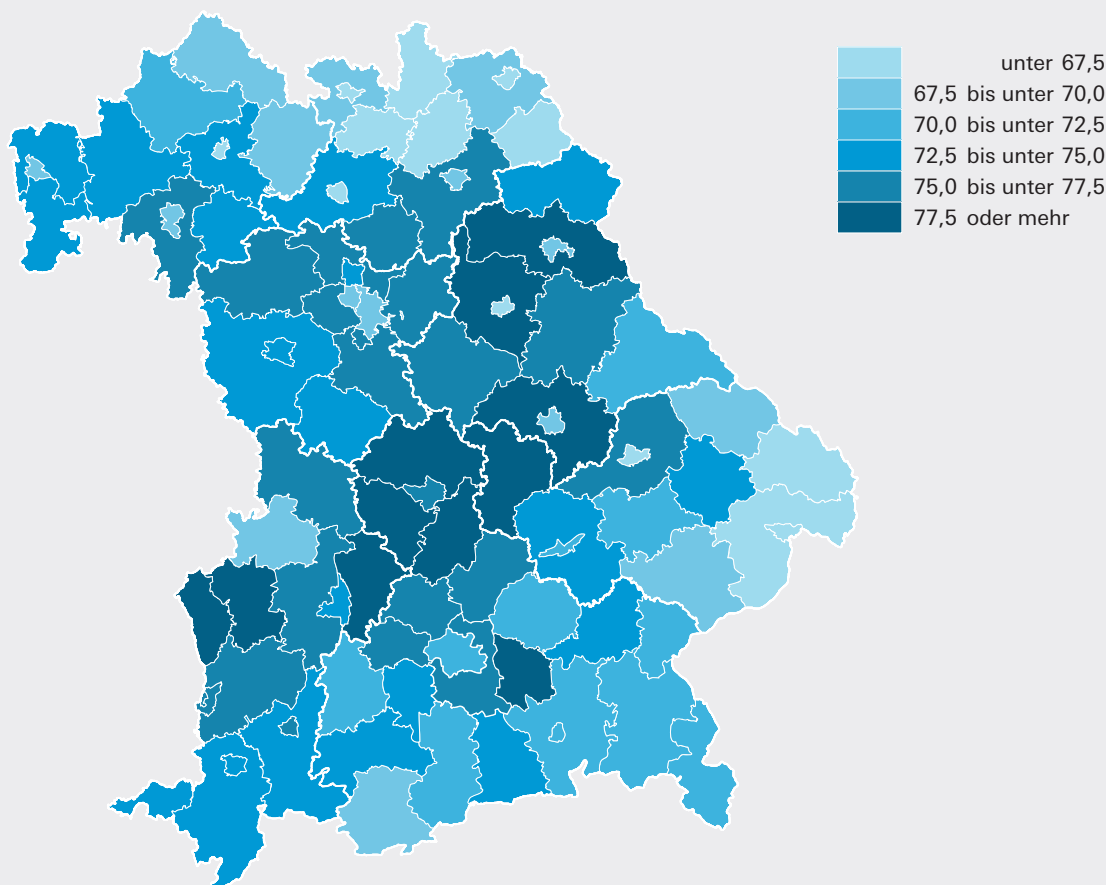 unter 67,5
67,5 bis unter 70,0
70,0 bis unter 72,5
72,5 bis unter 75,0
75,0 bis unter 77,5
77,5 oder mehr